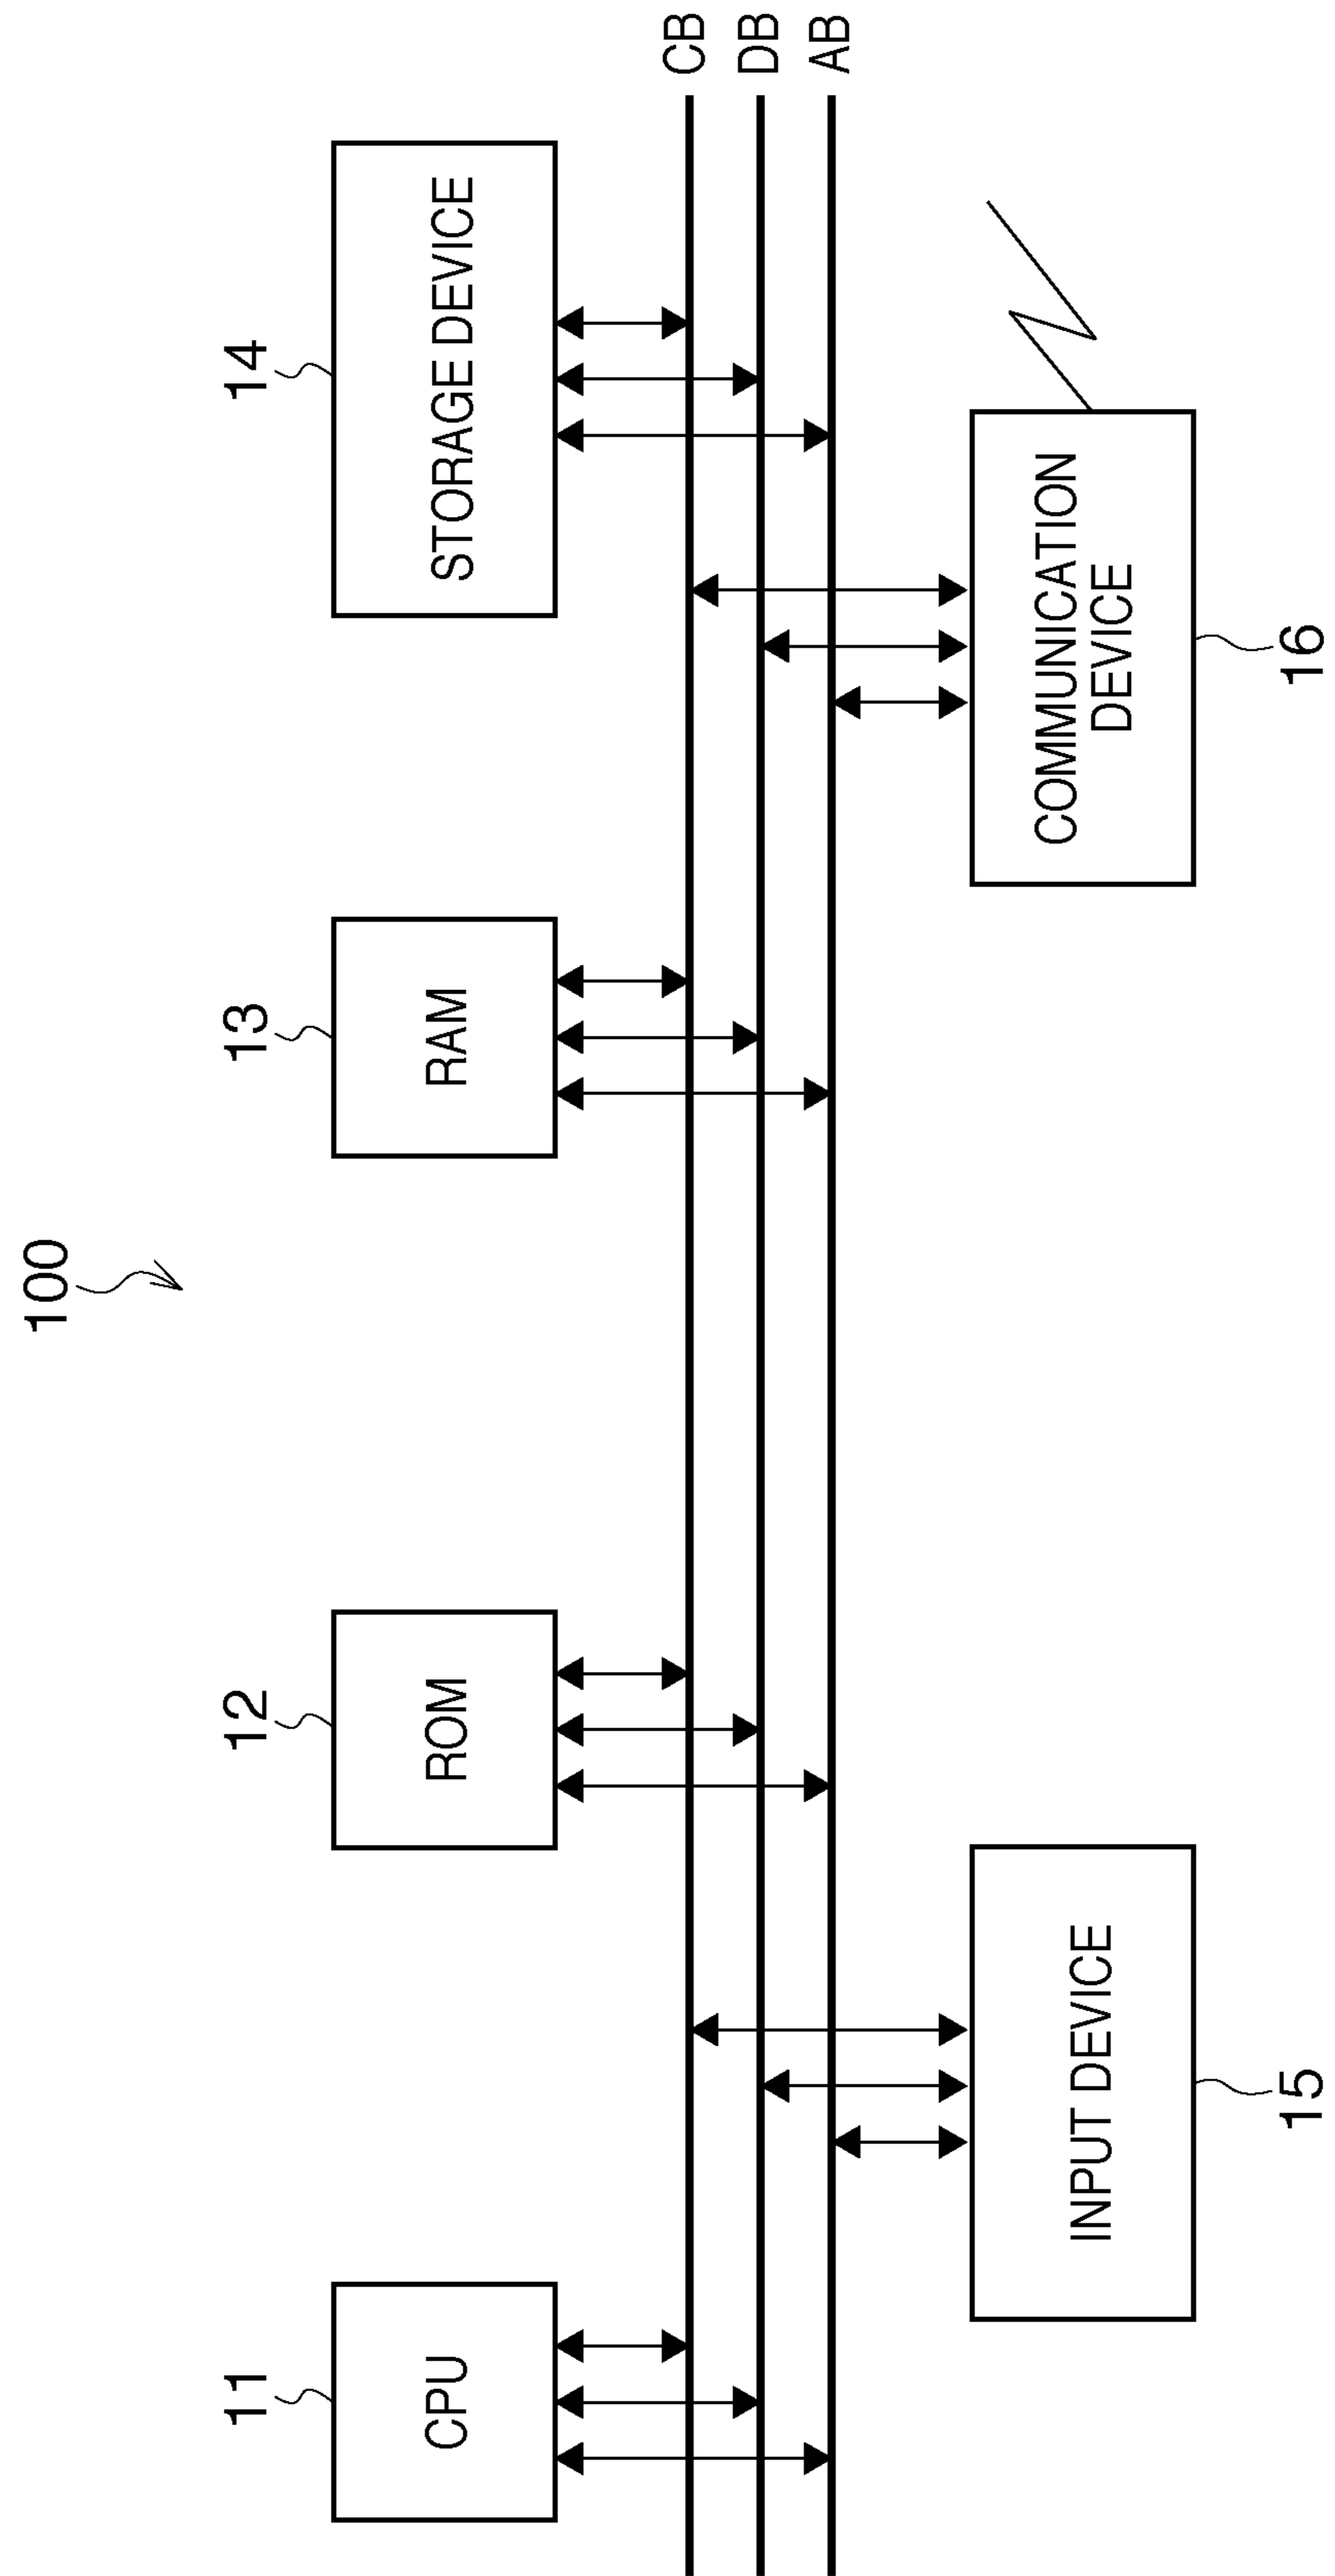 100
11
12
13
14
CPU
ROM
RAM
STORAGE DEVICE
CB
DB
AB
INPUT DEVICE
COMMUNICATION
DEVICE
15
16